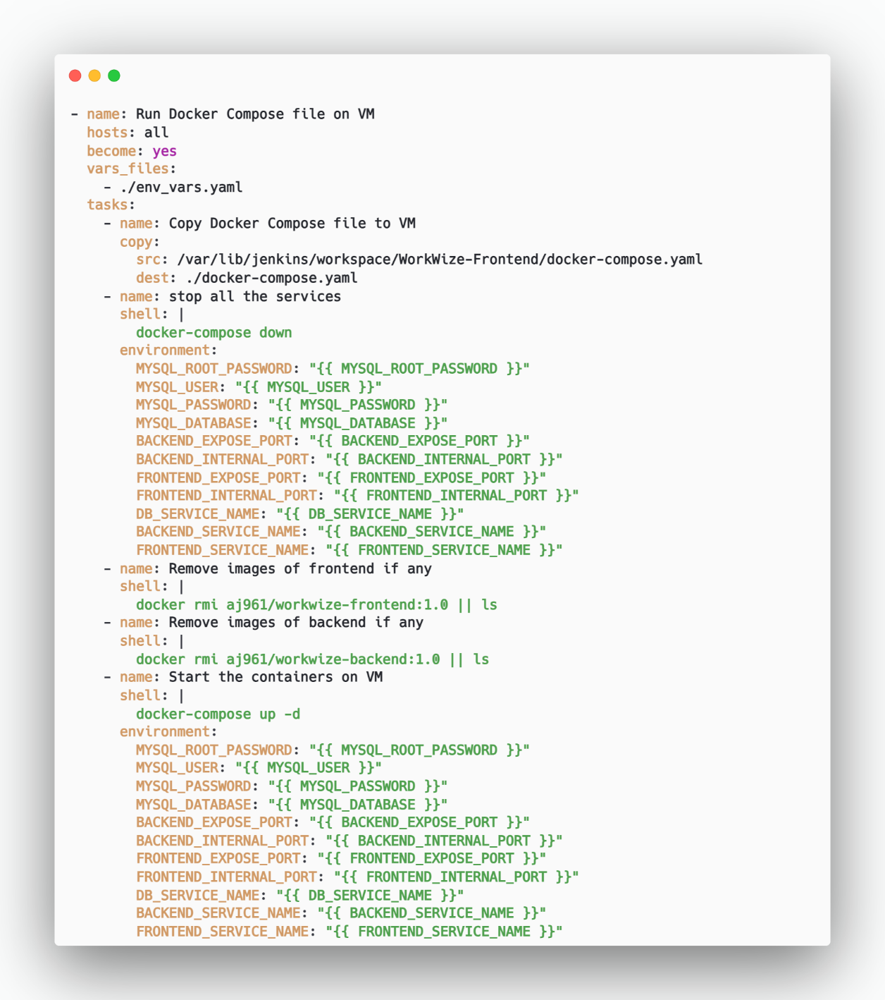 - name: Run Docker Compose file on VM
  hosts: all
  become: yes
  vars_files:
    - ./env_vars.yaml
  tasks:
    - name: Copy Docker Compose file to VM
      copy:
        src: /var/lib/jenkins/workspace/WorkWize-Frontend/docker-compose.yaml
        dest: ./docker-compose.yaml
    - name: stop all the services
      shell: |
        docker-compose down
      environment:
        MYSQL_ROOT_PASSWORD: "{{ MYSQL_ROOT_PASSWORD }}"
        MYSQL_USER: "{{ MYSQL_USER }}"
        MYSQL_PASSWORD: "{{ MYSQL_PASSWORD }}"
        MYSQL_DATABASE: "{{ MYSQL_DATABASE }}"
        BACKEND_EXPOSE_PORT: "{{ BACKEND_EXPOSE_PORT }}"
        BACKEND_INTERNAL_PORT: "{{ BACKEND_INTERNAL_PORT }}"
        FRONTEND_EXPOSE_PORT: "{{ FRONTEND_EXPOSE_PORT }}"
        FRONTEND_INTERNAL_PORT: "{{ FRONTEND_INTERNAL_PORT }}"
        DB_SERVICE_NAME: "{{ DB_SERVICE_NAME }}"
        BACKEND_SERVICE_NAME: "{{ BACKEND_SERVICE_NAME }}"
        FRONTEND_SERVICE_NAME: "{{ FRONTEND_SERVICE_NAME }}"
    - name: Remove images of frontend if any
      shell: |
        docker rmi aj961/workwize-frontend:1.0 || ls
    - name: Remove images of backend if any
      shell: |
        docker rmi aj961/workwize-backend:1.0 || ls
    - name: Start the containers on VM
      shell: |
        docker-compose up -d
      environment:
        MYSQL_ROOT_PASSWORD: "{{ MYSQL_ROOT_PASSWORD }}"
        MYSQL_USER: "{{ MYSQL_USER }}"
        MYSQL_PASSWORD: "{{ MYSQL_PASSWORD }}"
        MYSQL_DATABASE: "{{ MYSQL_DATABASE }}"
        BACKEND_EXPOSE_PORT: "{{ BACKEND_EXPOSE_PORT }}"
        BACKEND_INTERNAL_PORT: "{{ BACKEND_INTERNAL_PORT }}"
        FRONTEND_EXPOSE_PORT: "{{ FRONTEND_EXPOSE_PORT }}"
        FRONTEND_INTERNAL_PORT: "{{ FRONTEND_INTERNAL_PORT }}"
        DB_SERVICE_NAME: "{{ DB_SERVICE_NAME }}"
        BACKEND_SERVICE_NAME: "{{ BACKEND_SERVICE_NAME }}"
        FRONTEND_SERVICE_NAME: "{{ FRONTEND_SERVICE_NAME }}"